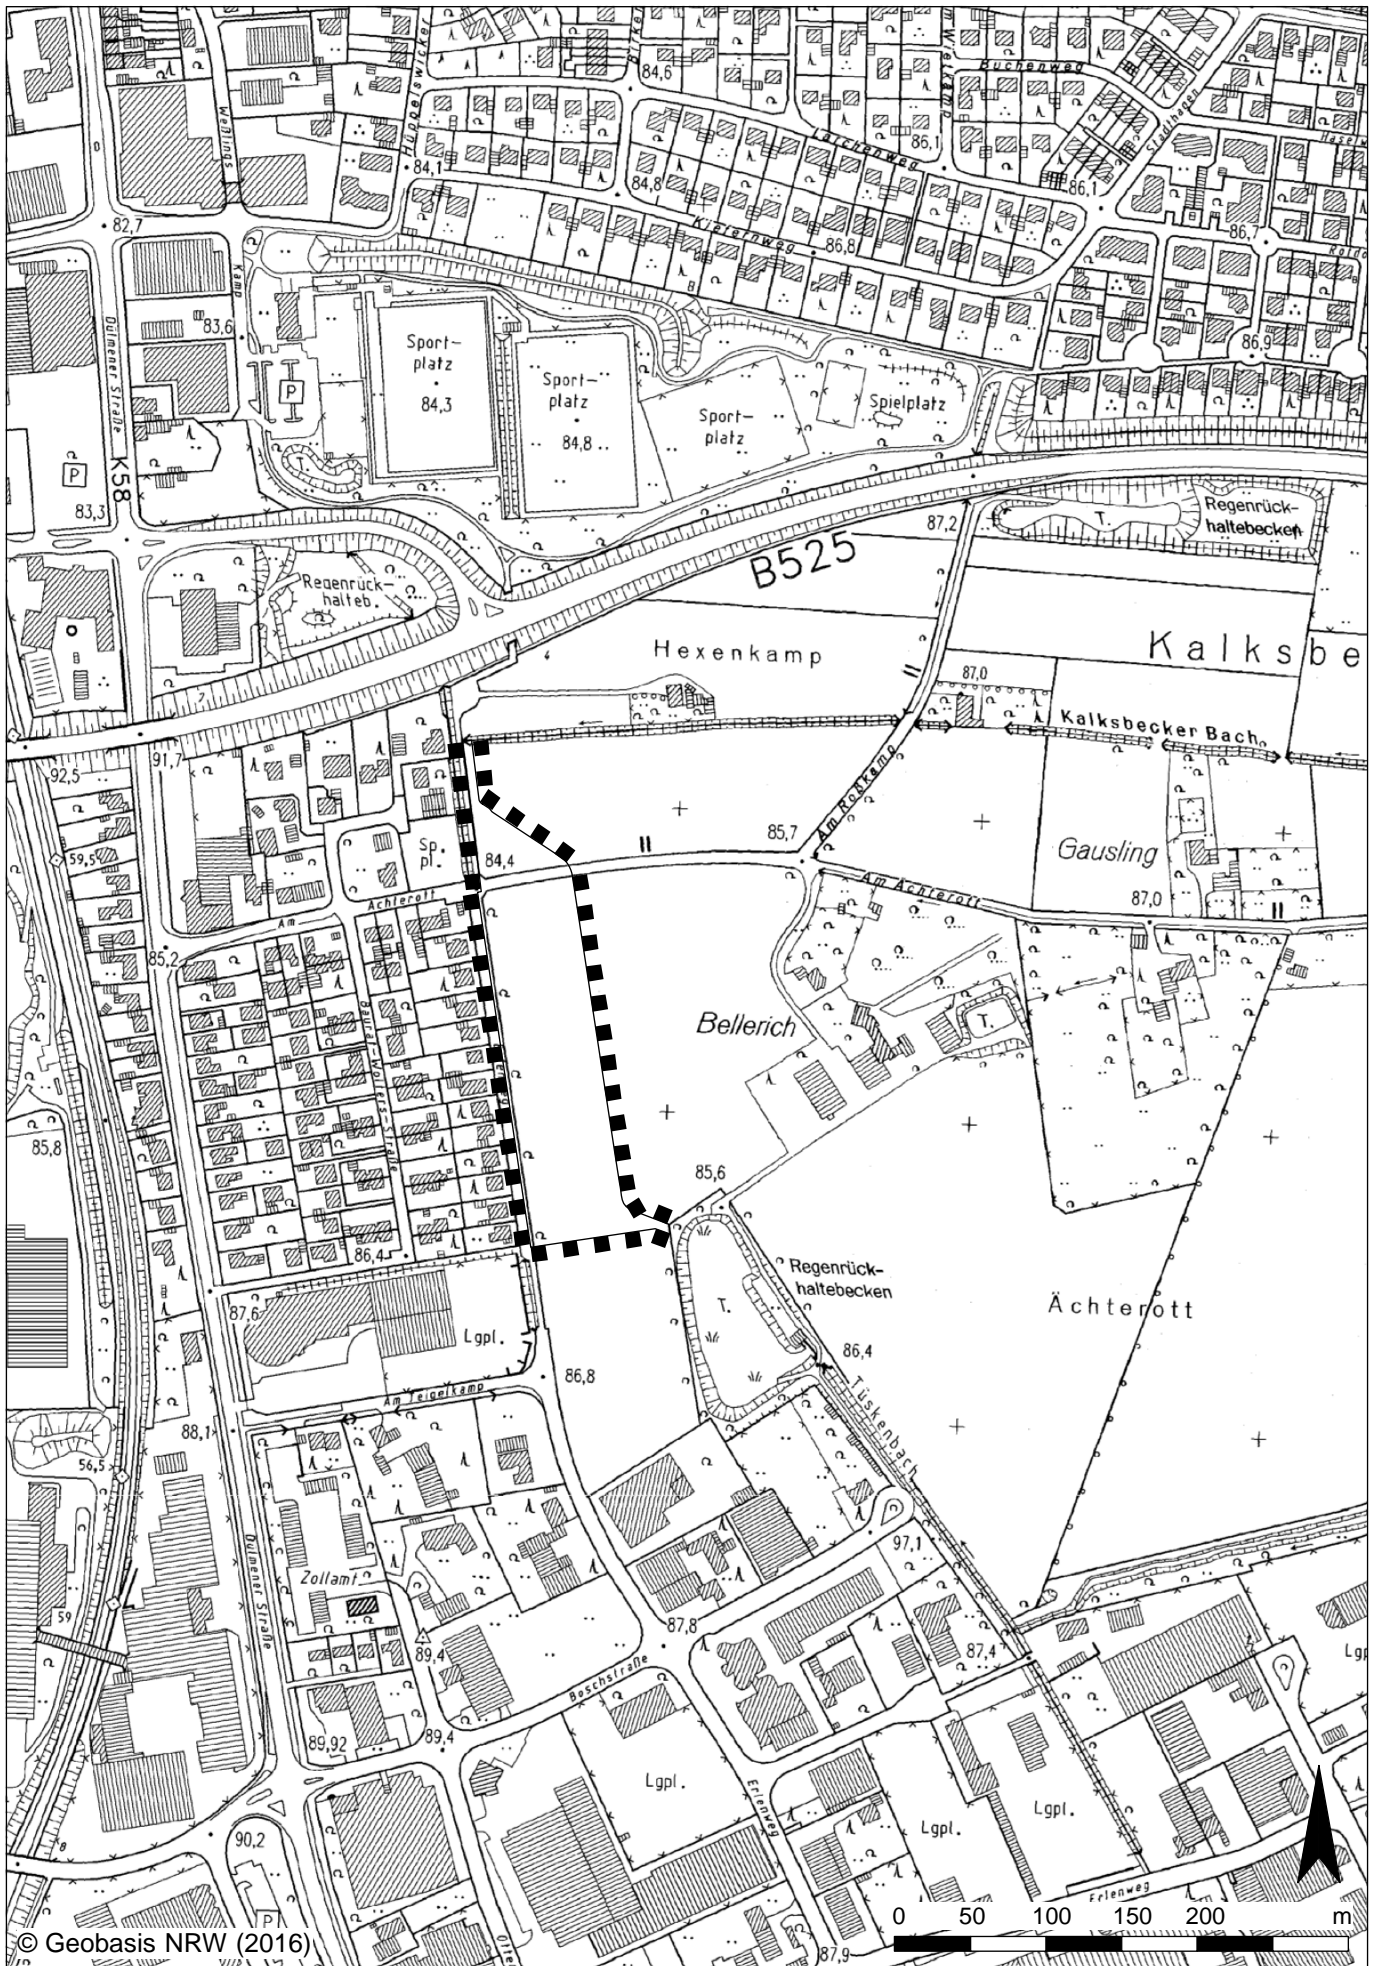 84,6
Buchenweg
Weßlings
Hüppelswicker
Wielkamp
Stadthagen
Lärchenweg
86,1
84,1
84,8
86,1
82,7
Kiefernweg
86,8
86,7
Kamp
83,6
Dülmener Straße
Sport-
platz
84,3
Sport-
platz
84,8
Sport-
platz
Spielplatz
86,9
P
P
T.
K58
83,3
87,2
T.
Regenrück-
haltebecken
B525
Regenrück-
halteb.
Hexenkamp
Kalksbe
87,0
Kalksbecker Bach
91,7
92,5
Am Roßkamp
85,7
Sp.
pl.
84,4
59,5
Gausling
Am Ächterott
87,0
Am Achterott
85,2
Baurat-Wolters-Straße
Bellerich
T.
85,8
85,6
86,4
Regenrück-
haltebecken
T.
Ächterott
87,6
Lgpl.
86,4
86,8
Am Teigelkamp
Tüskenbach
88,1
56,5
97,1
Zollamt
59
Dülmener Straße
87,8
89,4
87,4
Lgpl.
Boschstraße
89,92
89,4
Lgpl.
Erlenweg
Lgpl.
Lgpl.
90,2
Erlenweg
P
0 50 100 150 200 m
© Geobasis NRW (2016)
87,9